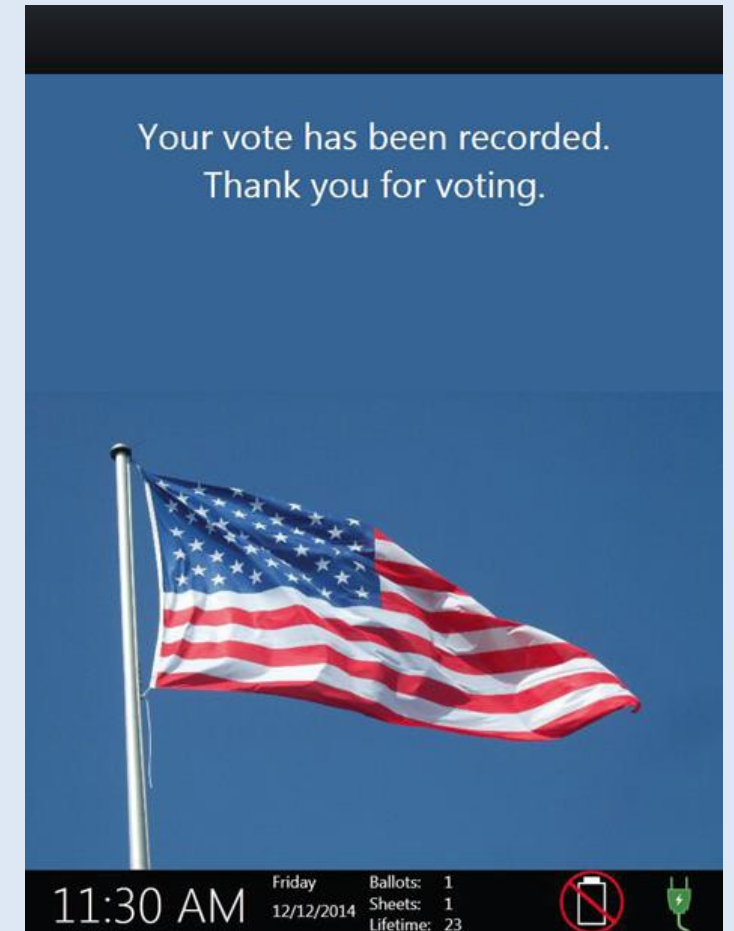 Your vote has been recorded.
Thank you for voting.
11:30 AM
Friday
12/12/2014
Ballots: 1
Sheets: 1
Lifetime: 23